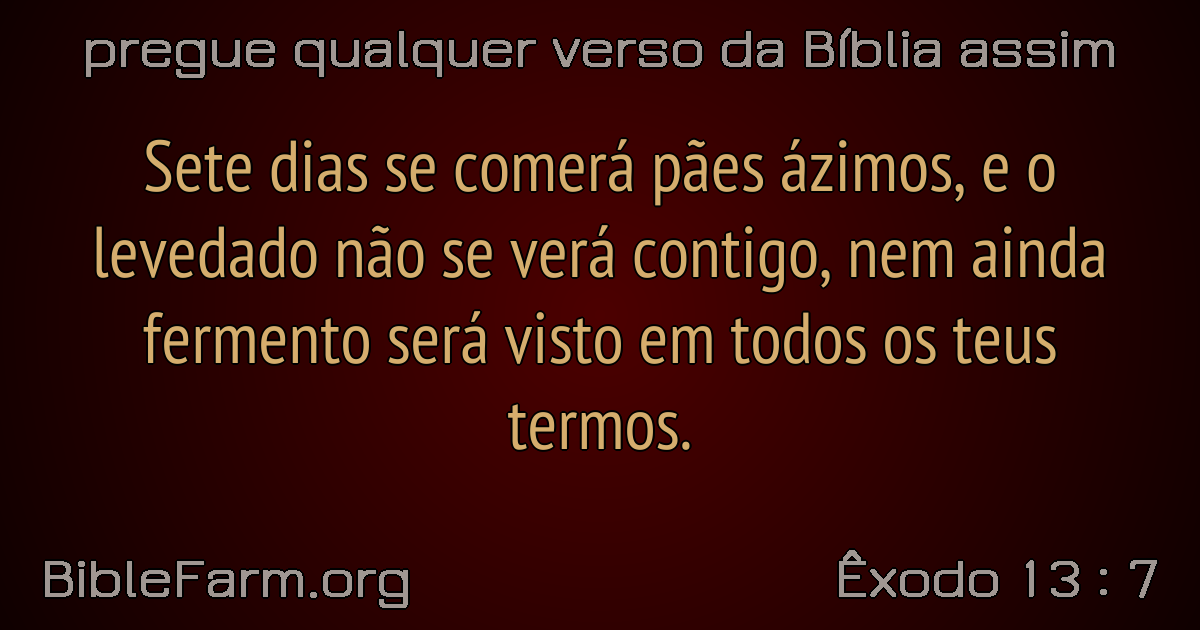 pregue qualquer verso da Bíblia assim
Sete dias se comerá pães ázimos, e o
levedado não se verá contigo, nem ainda
fermento será visto em todos os teus
termos.
BibleFarm.org
Êxodo 13 : 7